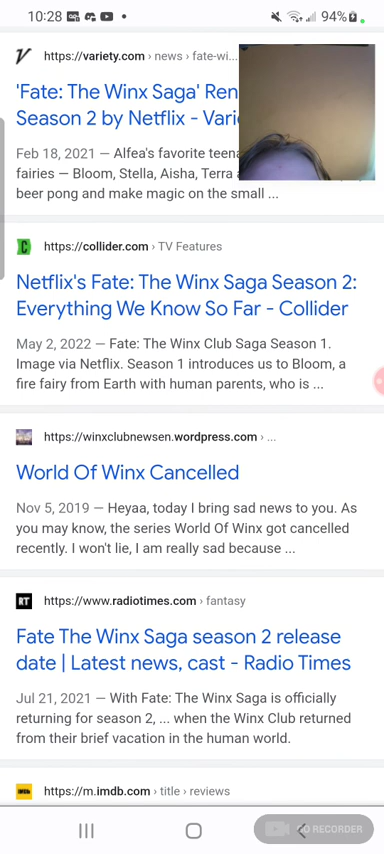 10:28 94%
https://variety.com › news › fate-wi...
'Fate: The Winx Saga' Ren
Season 2 by Netflix - Vari
Feb 18, 2021 — Alfea's favorite teen
fairies — Bloom, Stella, Aisha, Terra
beer pong and make magic on the small ...
https://collider.com › TV Features
Netflix's Fate: The Winx Saga Season 2:
Everything We Know So Far - Collider
May 2, 2022 — Fate: The Winx Club Saga Season 1.
Image via Netflix. Season 1 introduces us to Bloom, a
fire fairy from Earth with human parents, who is ...
https://winxclubnewsen.wordpress.com › ...
World Of Winx Cancelled
Nov 5, 2019 — Heyaa, today I bring sad news to you. As
you may know, the series World Of Winx got cancelled
recently. I won't lie, I am really sad because ...
RT https://www.radiotimes.com › fantasy
Fate The Winx Saga season 2 release
date | Latest news, cast - Radio Times
Jul 21, 2021 — With Fate: The Winx Saga is officially
returning for season 2, ... when the Winx Club returned
from their brief vacation in the human world.
IMDb https://m.imdb.com › title › reviews
GO RECORDER